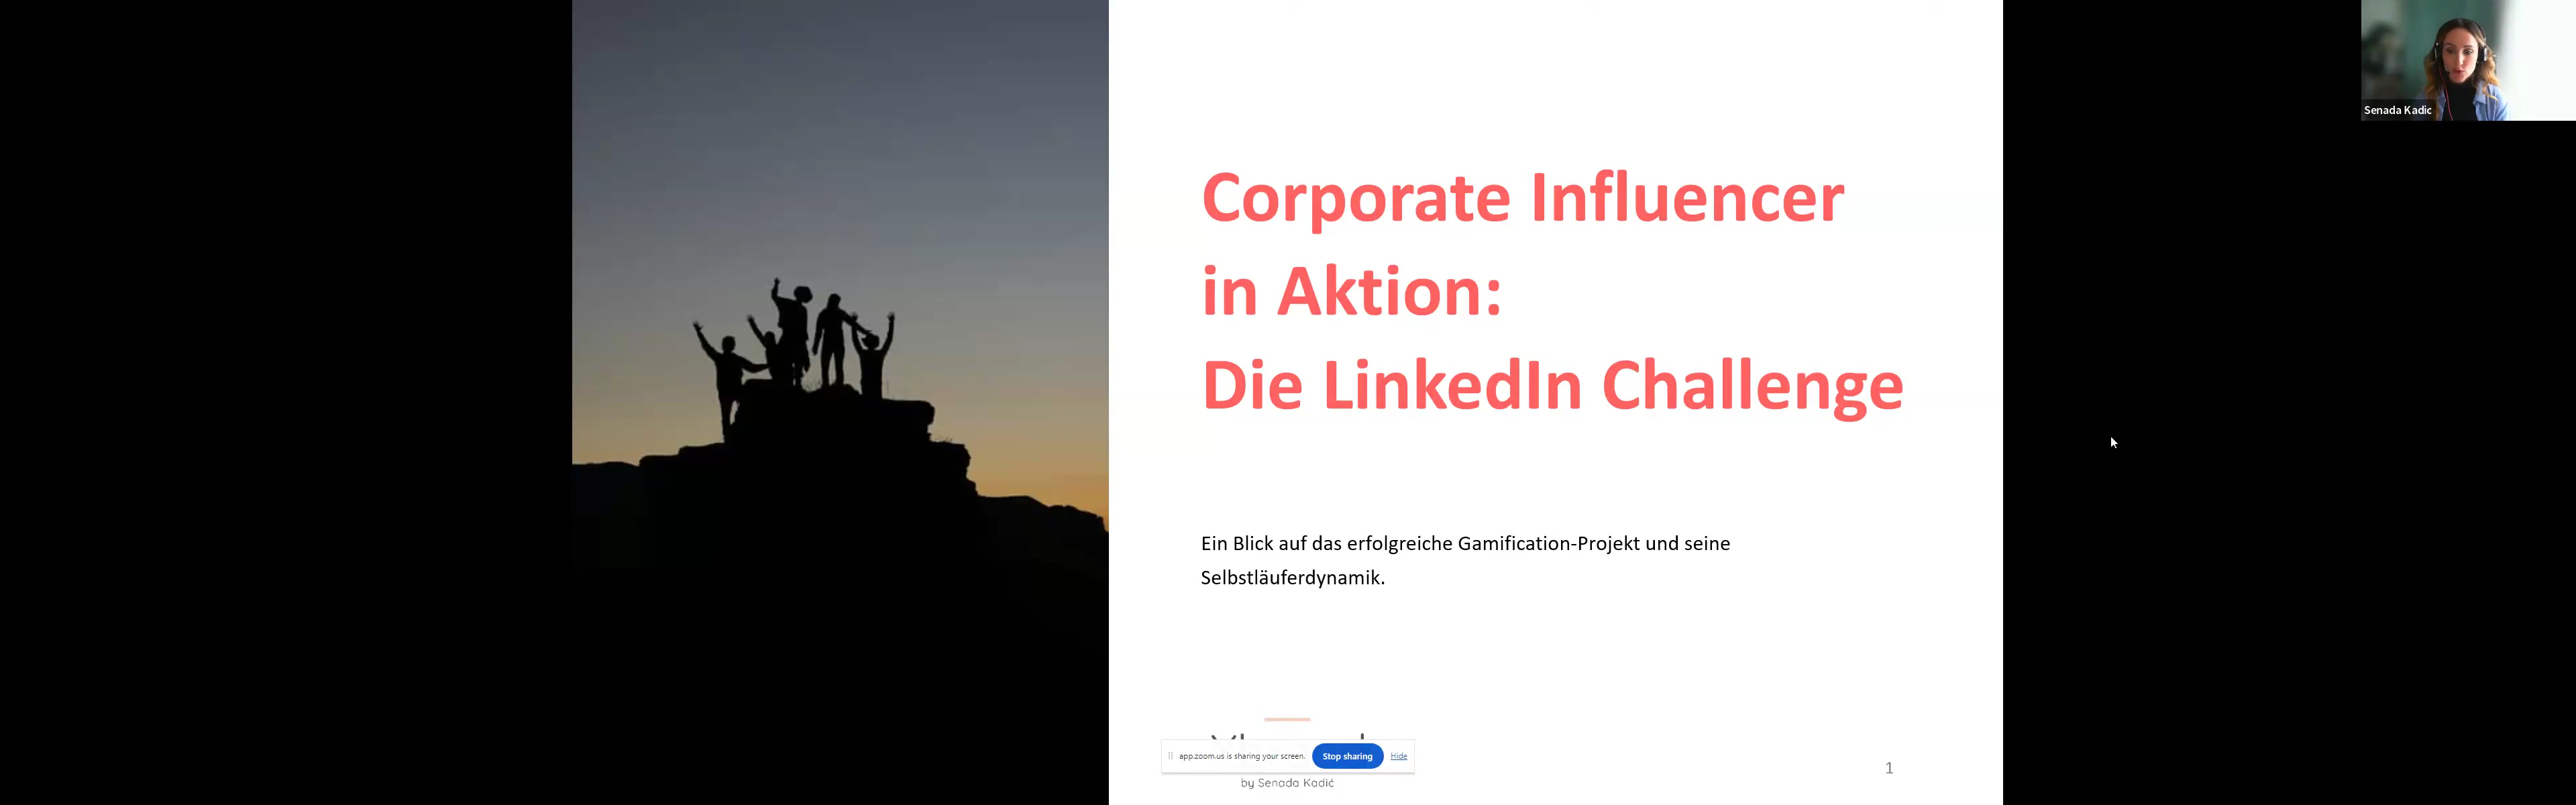 Senada Kadic
Corporate Influencer
in Aktion:
Die LinkedIn Challenge
Ein Blick auf das erfolgreiche Gamification-Projekt und seine
Selbstläuferdynamik.
app.zoom.us is sharing your screen. Stop sharing Hide
by Senada Kadić
1